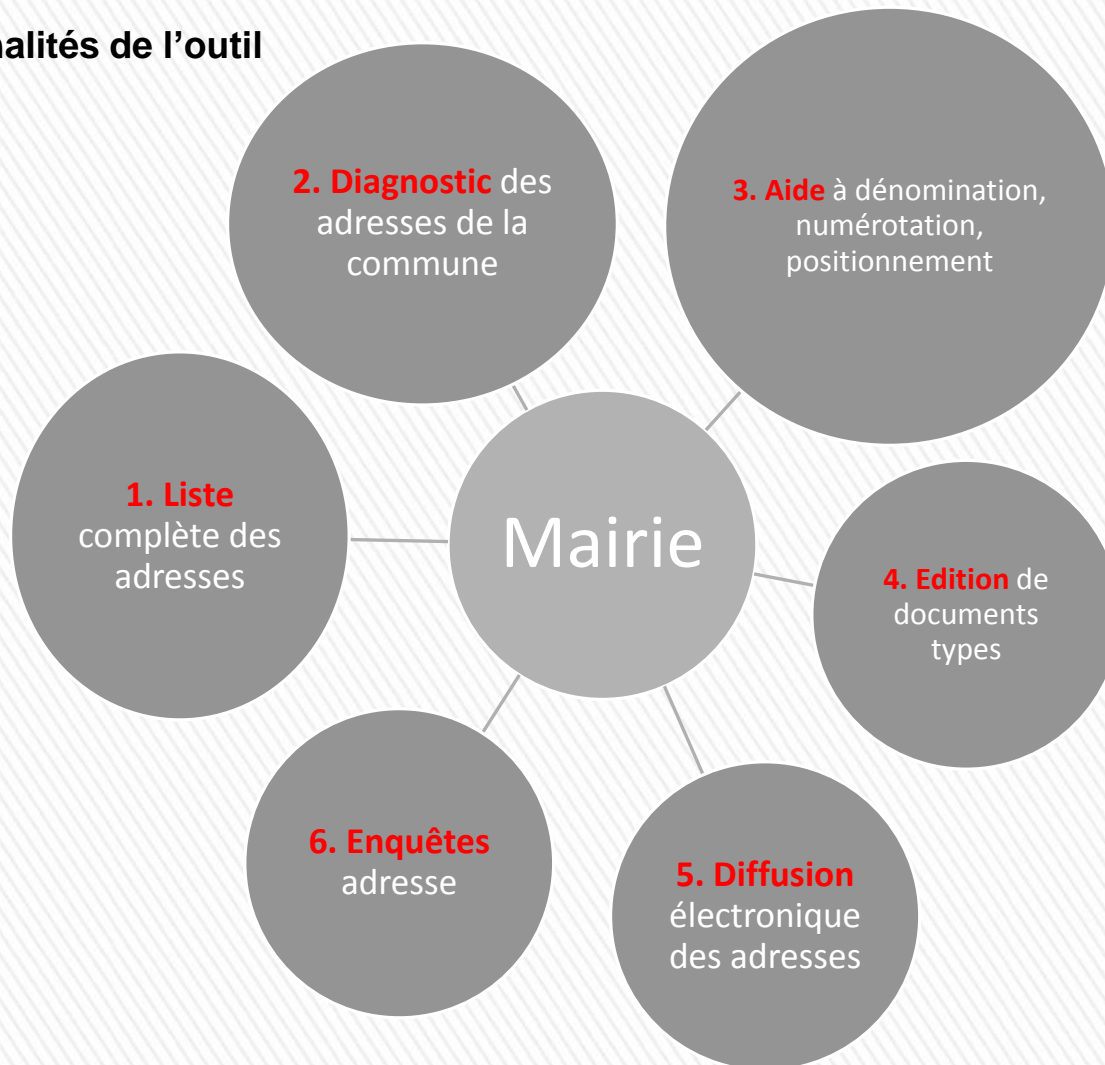 nalités de l’outil
1. Liste
complète des
adresses
2. Diagnostic des
adresses de la
commune
3. Aide à dénomination,
numérotation,
positionnement
Mairie
4. Edition de
documents
types
5. Diffusion
électronique
des adresses
6. Enquêtes
adresse